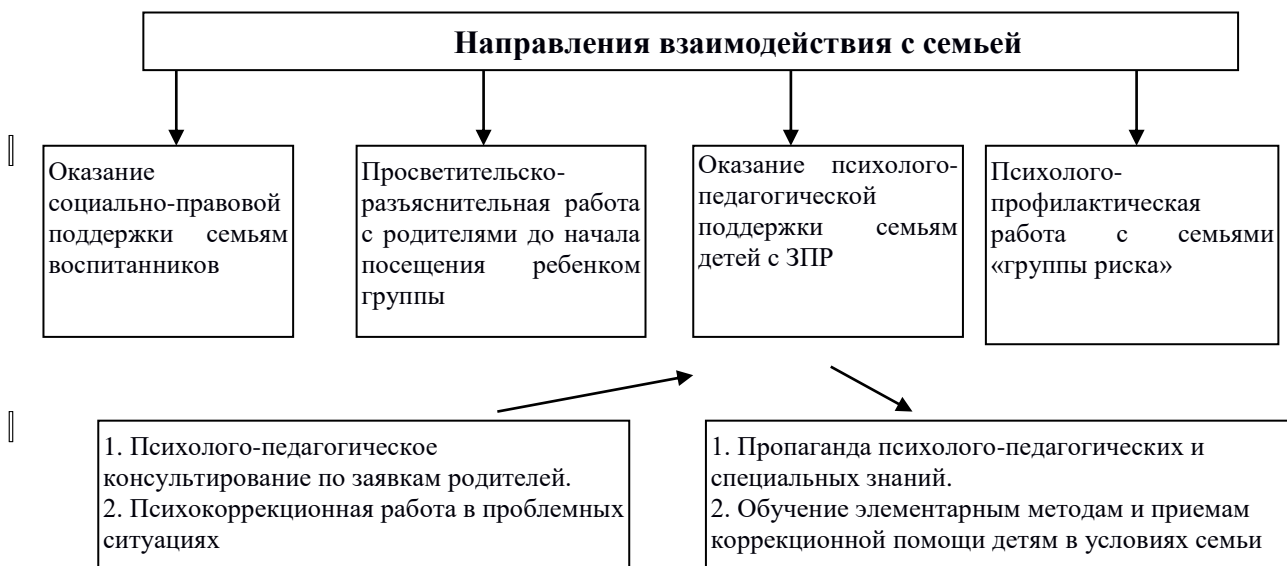 Направления взаимодействия с семьей
Оказание
социально-правовой
поддержки семьям
воспитанников
Просветительско-
разъяснительная работа
с родителями до начала
посещения ребенком
группы
Оказание психолого-
педагогической
поддержки семьям
детей с ЗПР
Психолого-
профилактическая
работа с семьями
«группы риска»
1. Психолого-педагогическое
консультирование по заявкам родителей.
2. Психокоррекционная работа в проблемных
ситуациях
1. Пропаганда психолого-педагогических и
специальных знаний.
2. Обучение элементарным методам и приемам
коррекционной помощи детям в условиях семьи